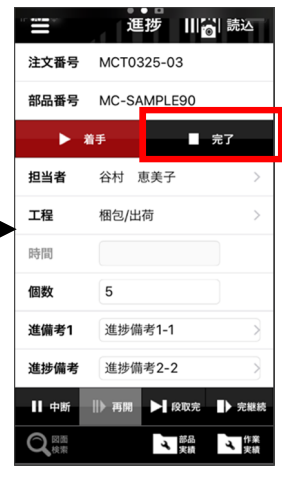 進捗 読込
注文番号 MCT0325-03
部品番号 MC-SAMPLE90
着手 完了
担当者 谷村 恵美子
工程 梱包/出荷
時間
個数 5
進備考1 進捗備考1-1
進捗備考 進捗備考2-2
中断 再開 段取完 完継続
図面検索 部品実績 作業実績